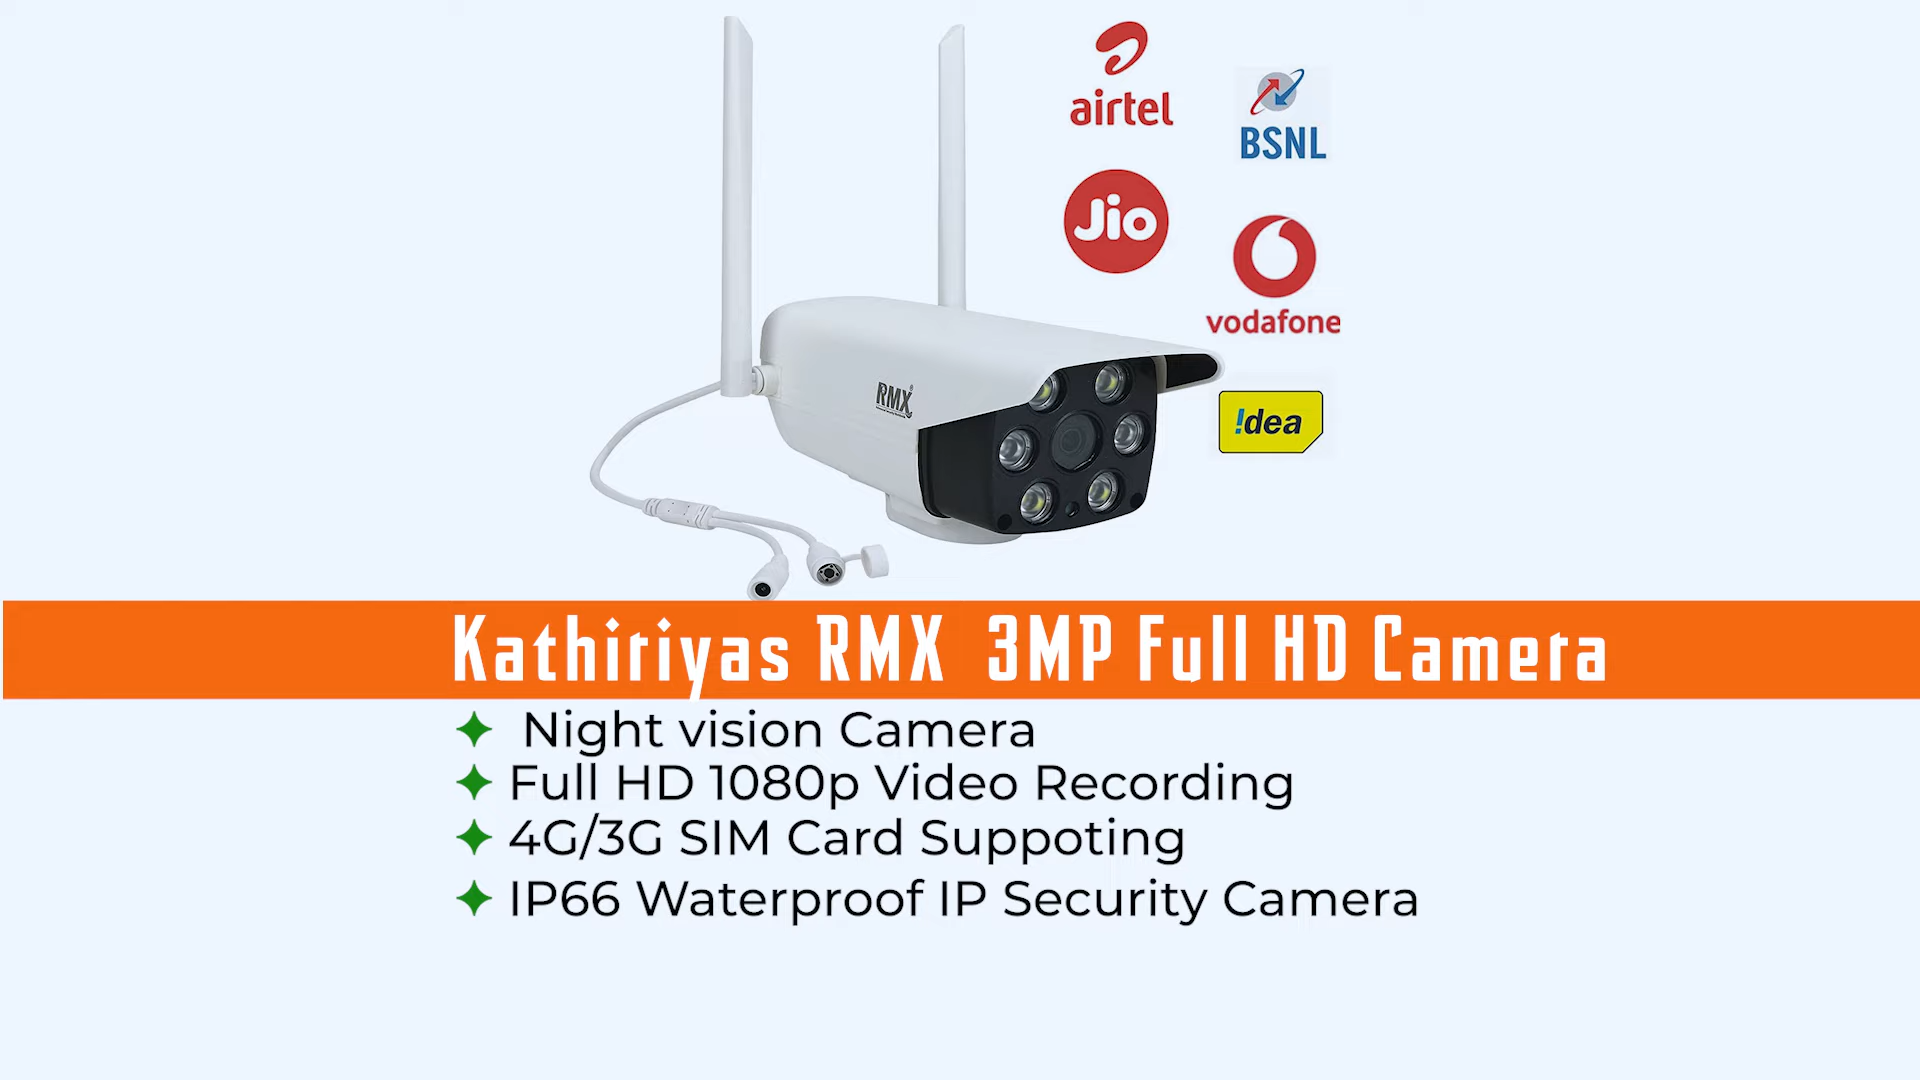 airtel
BSNL
Jio
vodafone
!dea
RMX
Kathiriyas RMX 3MP Full HD Camera
Night vision Camera
Full HD 1080p Video Recording
4G/3G SIM Card Suppoting
IP66 Waterproof IP Security Camera